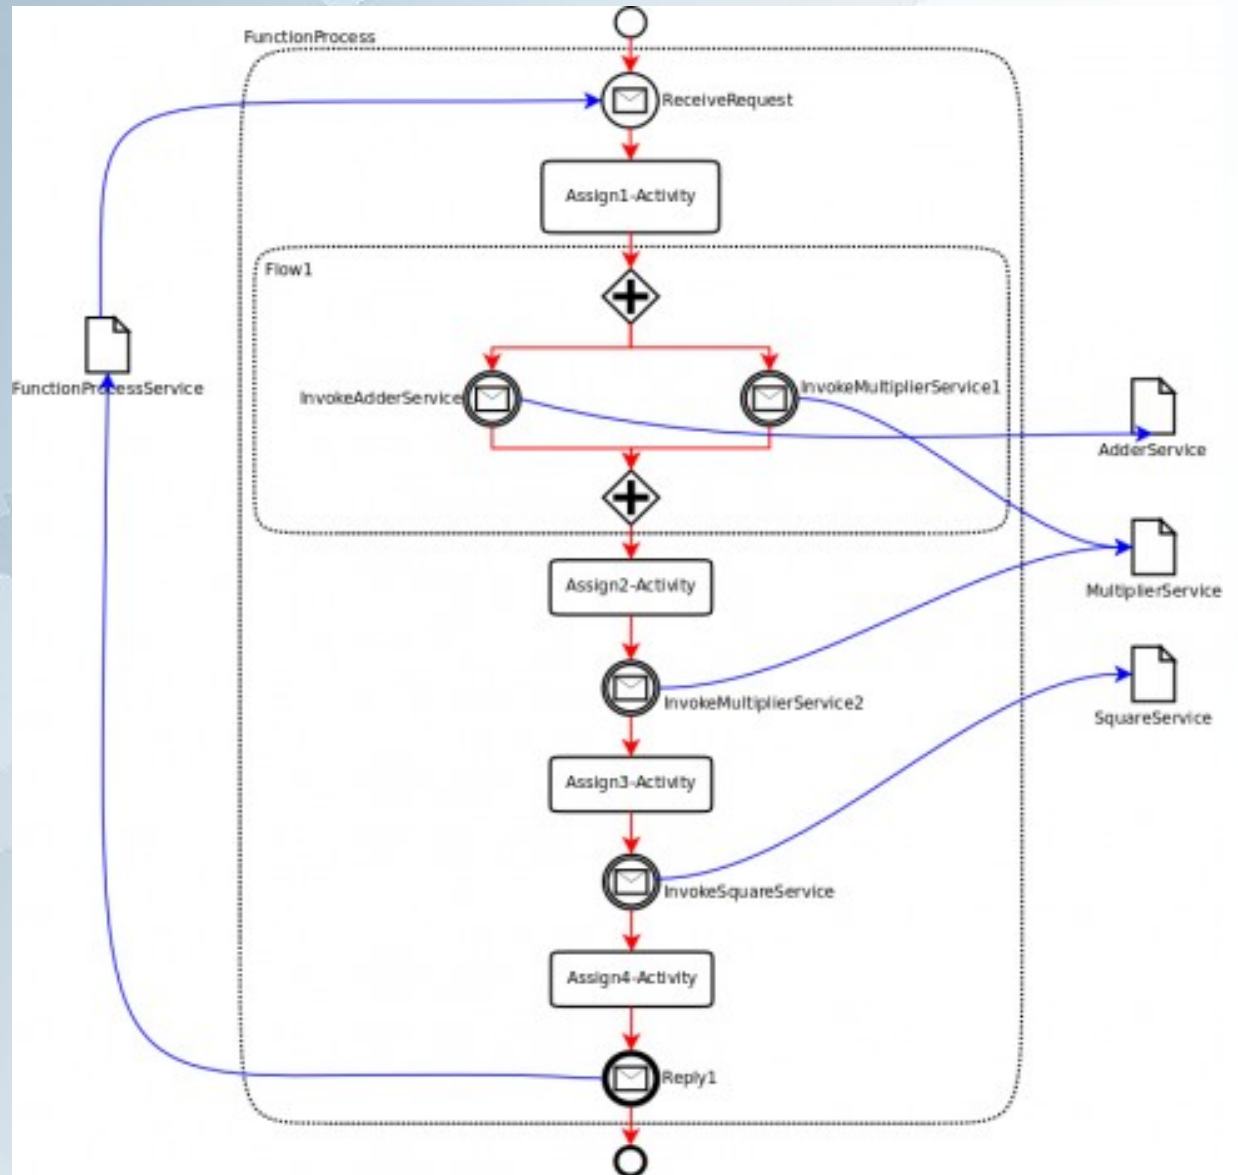 FunctionProcess
ReceiveRequest
Assign1-Activity
Flow1
FunctionProcessService
InvokeAdderService
InvokeMultiplierService1
AdderService
Assign2-Activity
MultiplierService
InvokeMultiplierService2
SquareService
Assign3-Activity
InvokeSquareService
Assign4-Activity
Reply1